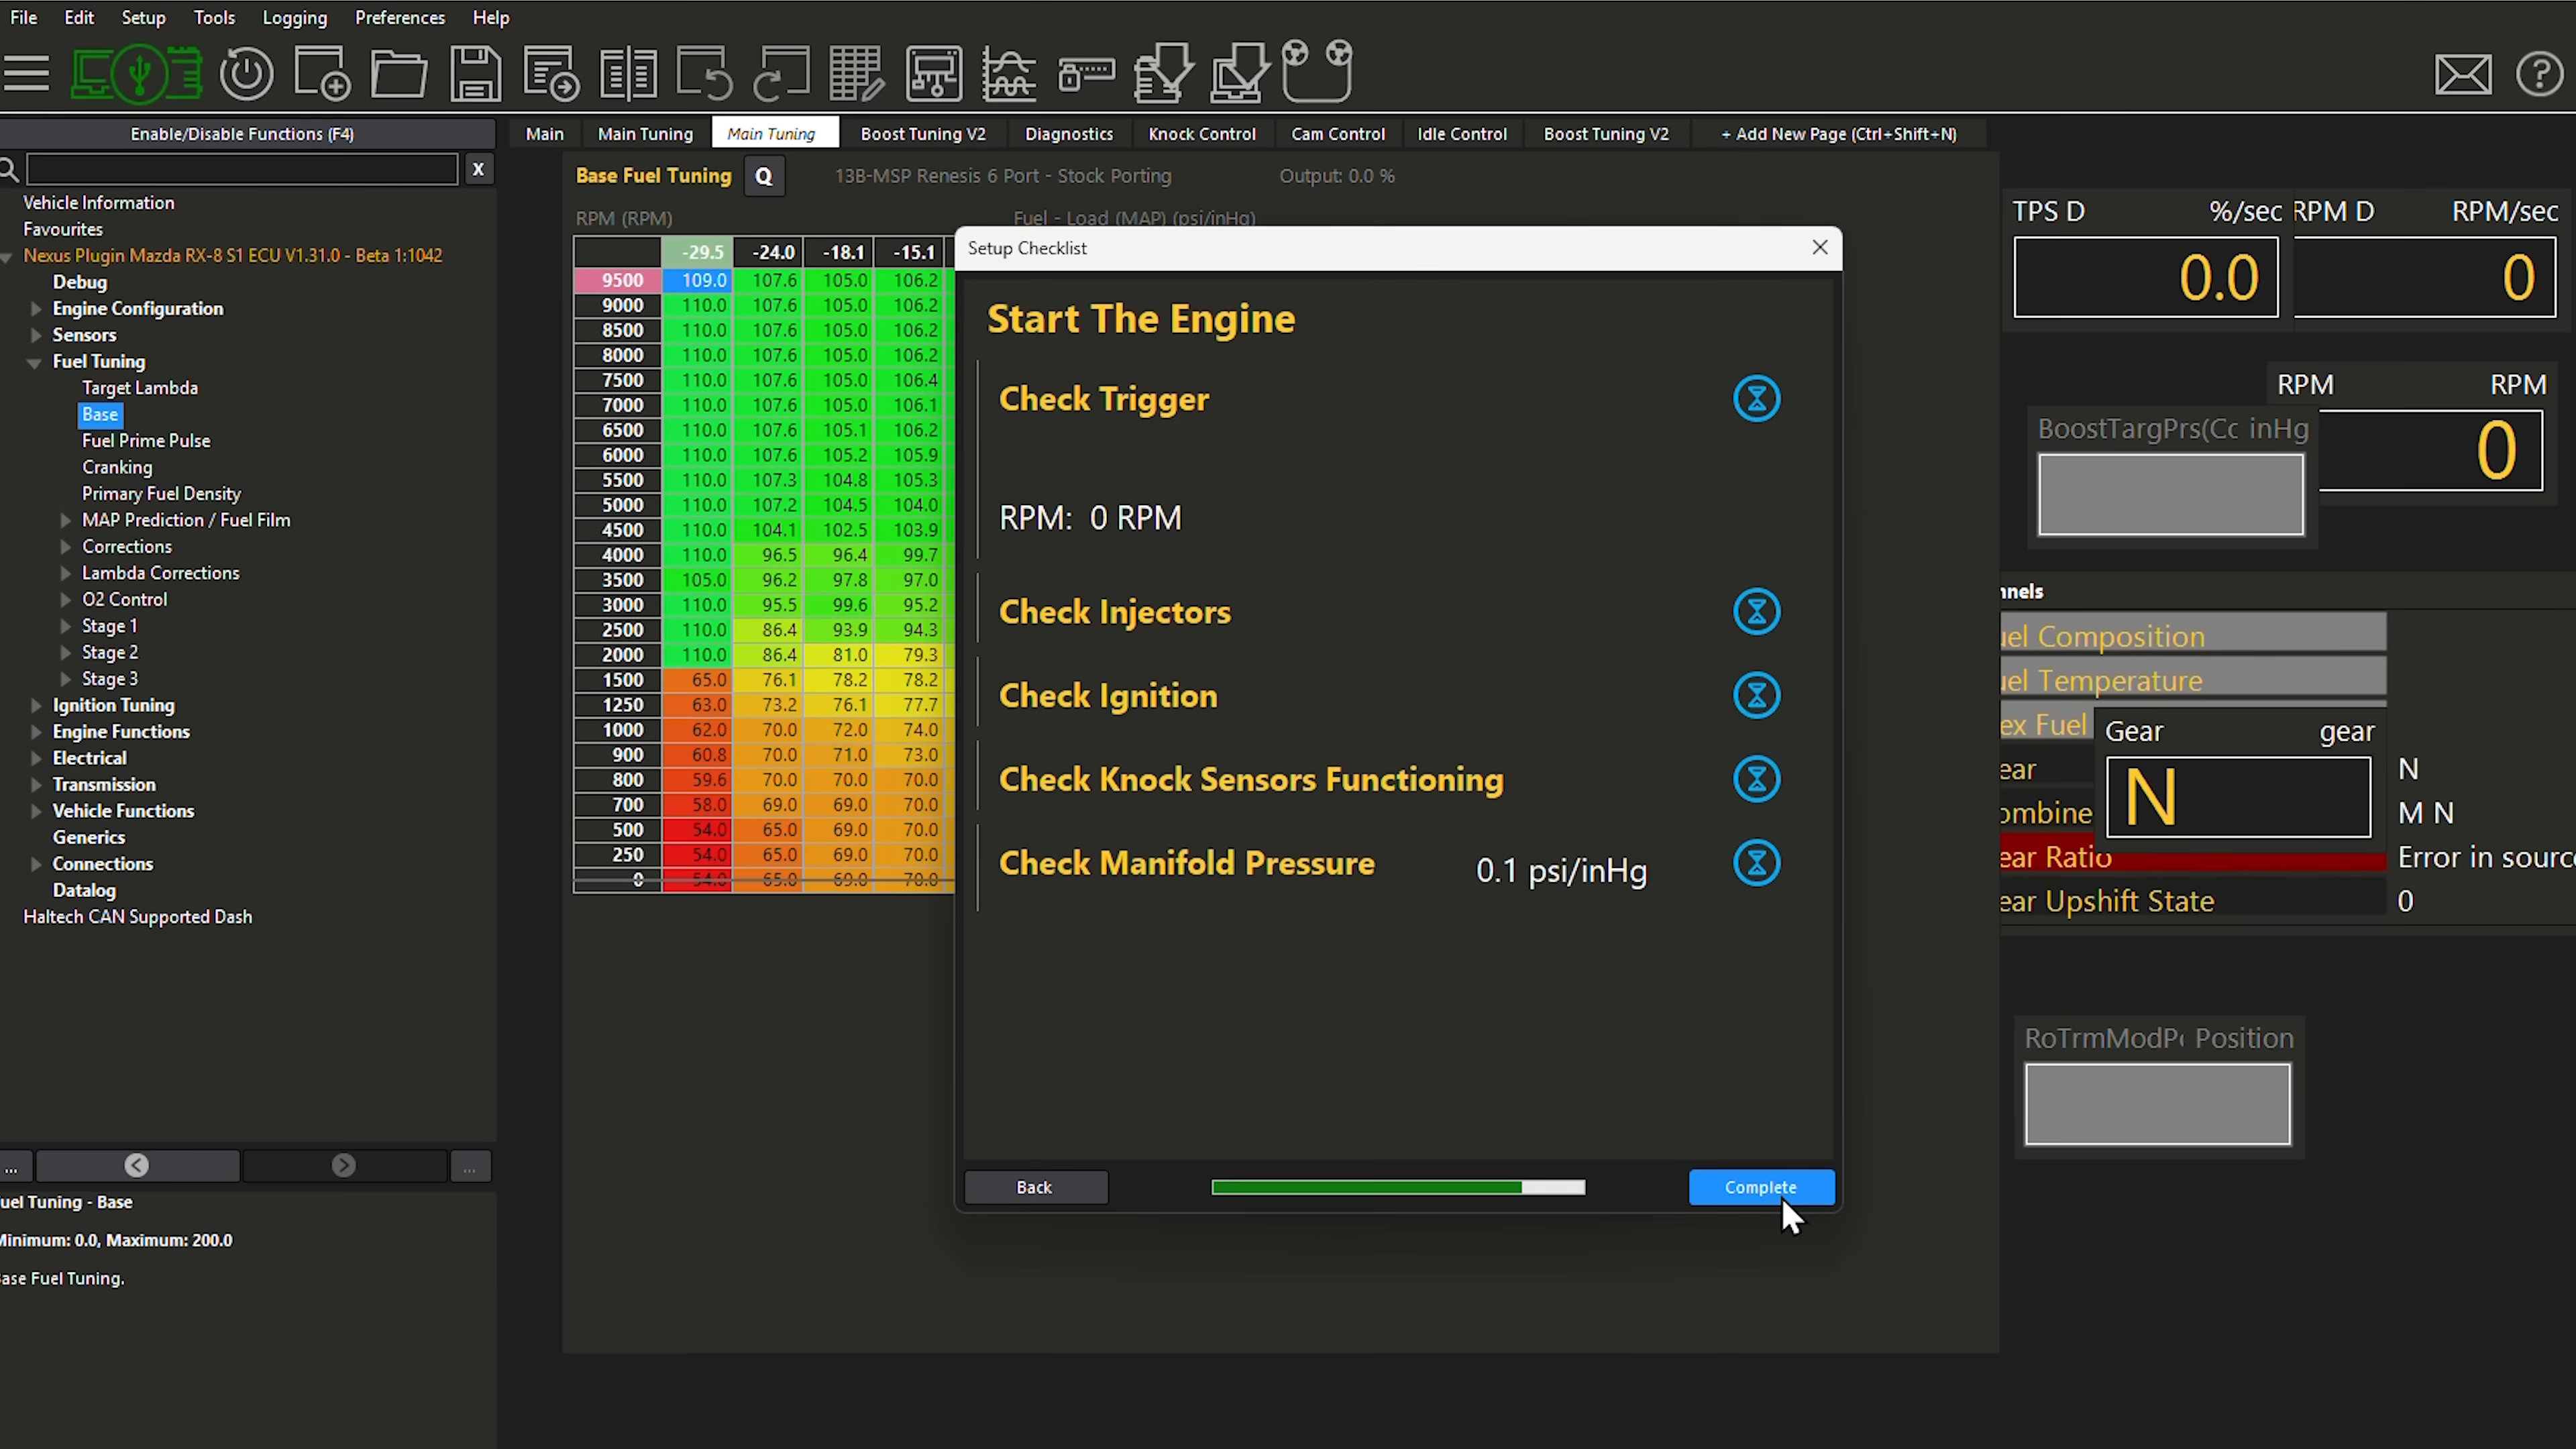 File Edit Setup Tools Logging Preferences Help
Enable/Disable Functions (F4)
X
Vehicle Information
Favourites
Nexus Plugin Mazda RX-8 S1 ECU V1.31.0 - Beta 1:1042
Debug
Engine Configuration
Sensors
Fuel Tuning
Target Lambda
Base
Fuel Prime Pulse
Cranking
Primary Fuel Density
MAP Prediction / Fuel Film
Corrections
Lambda Corrections
O2 Control
Stage 1
Stage 2
Stage 3
Ignition Tuning
Engine Functions
Electrical
Transmission
Vehicle Functions
Generics
Connections
Datalog
Haltech CAN Supported Dash
... ...
uel Tuning - Base
Minimum: 0.0, Maximum: 200.0
ase Fuel Tuning.
Main Main Tuning Main Tuning Boost Tuning V2 Diagnostics Knock Control Cam Control Idle Control Boost Tuning V2 + Add New Page (Ctrl+Shift+N)
Base Fuel Tuning Q 13B-MSP Renesis 6 Port - Stock Porting Output: 0.0 %
RPM (RPM) Fuel - Load (MAP) (psi/inHg)
-29.5 -24.0 -18.1 -15.1
9500 109.0 107.6 105.0 106.2
9000 110.0 107.6 105.0 106.2
8500 110.0 107.6 105.0 106.2
8000 110.0 107.6 105.0 106.2
7500 110.0 107.6 105.0 106.4
7000 110.0 107.6 105.0 106.1
6500 110.0 107.6 105.1 106.2
6000 110.0 107.6 105.2 105.9
5500 110.0 107.3 104.8 105.3
5000 110.0 107.2 104.5 104.0
4500 110.0 104.1 102.5 103.9
4000 110.0 96.5 96.4 99.7
3500 105.0 96.2 97.8 97.0
3000 110.0 95.5 99.6 95.2
2500 110.0 86.4 93.9 94.3
2000 110.0 86.4 81.0 79.3
1500 65.0 76.1 78.2 78.2
1250 63.0 73.2 76.1 77.7
1000 62.0 70.0 72.0 74.0
900 60.8 70.0 71.0 73.0
800 59.6 70.0 70.0 70.0
700 58.0 69.0 69.0 70.0
500 54.0 65.0 69.0 70.0
250 54.0 65.0 69.0 70.0
0 54.0 65.0 69.0 70.0
Setup Checklist
Start The Engine
Check Trigger
RPM: 0 RPM
Check Injectors
Check Ignition
Check Knock Sensors Functioning
Check Manifold Pressure 0.1 psi/inHg
Back Complete
TPS D %/sec RPM D RPM/sec
0.0 0
RPM RPM
BoostTargPrs(Cc inHg
0
nnels
uel Composition
uel Temperature
ex Fuel
Gear gear
ear N
N
ombine M N
ear Ratio Error in sourc
ear Upshift State 0
RoTrmModP Position